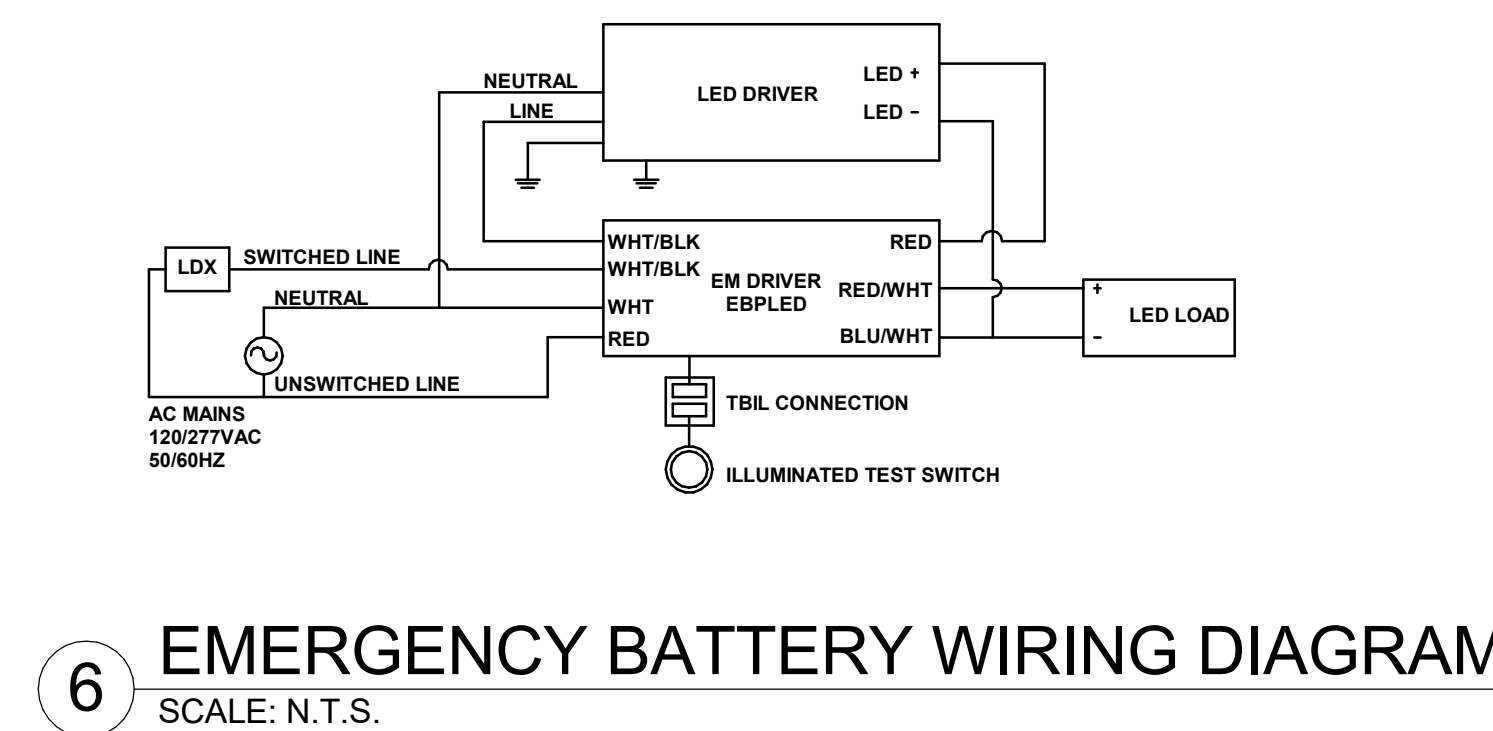 NEUTRAL
LINE
LED DRIVER
LED +
LED -
LDX
SWITCHED LINE
NEUTRAL
UNSWITCHED LINE
AC MAINS
120/277VAC
50/60HZ
WHT/BLK
WHT/BLK
WHT
RED
EM DRIVER
EBPLED
RED
RED/WHT
BLU/WHT
+
-
LED LOAD
TBIL CONNECTION
ILLUMINATED TEST SWITCH
6
EMERGENCY BATTERY WIRING DIAGRAM
SCALE: N.T.S.